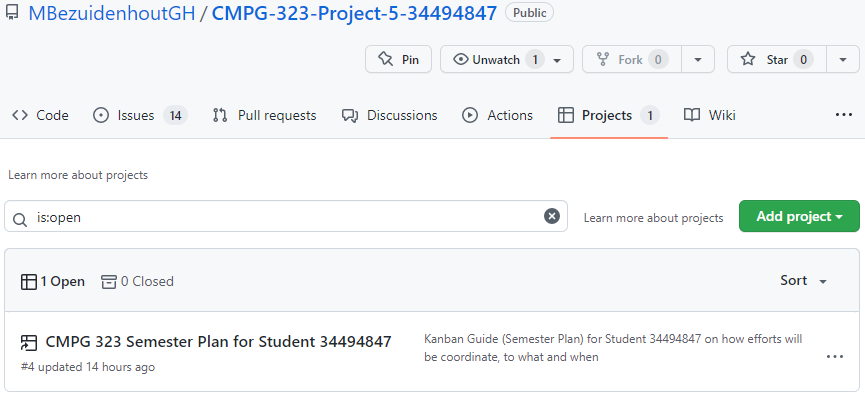 MBezuidenhoutGH / CMPG-323-Project-5-34494847 Public
Pin Unwatch 1 Fork 0 Star 0
Code Issues 14 Pull requests Discussions Actions Projects 1 Wiki ...
Learn more about projects
is:open Learn more about projects Add project
1 Open 0 Closed Sort
CMPG 323 Semester Plan for Student 34494847 Kanban Guide (Semester Plan) for Student 34494847 on how efforts will
#4 updated 14 hours ago be coordinate, to what and when ...